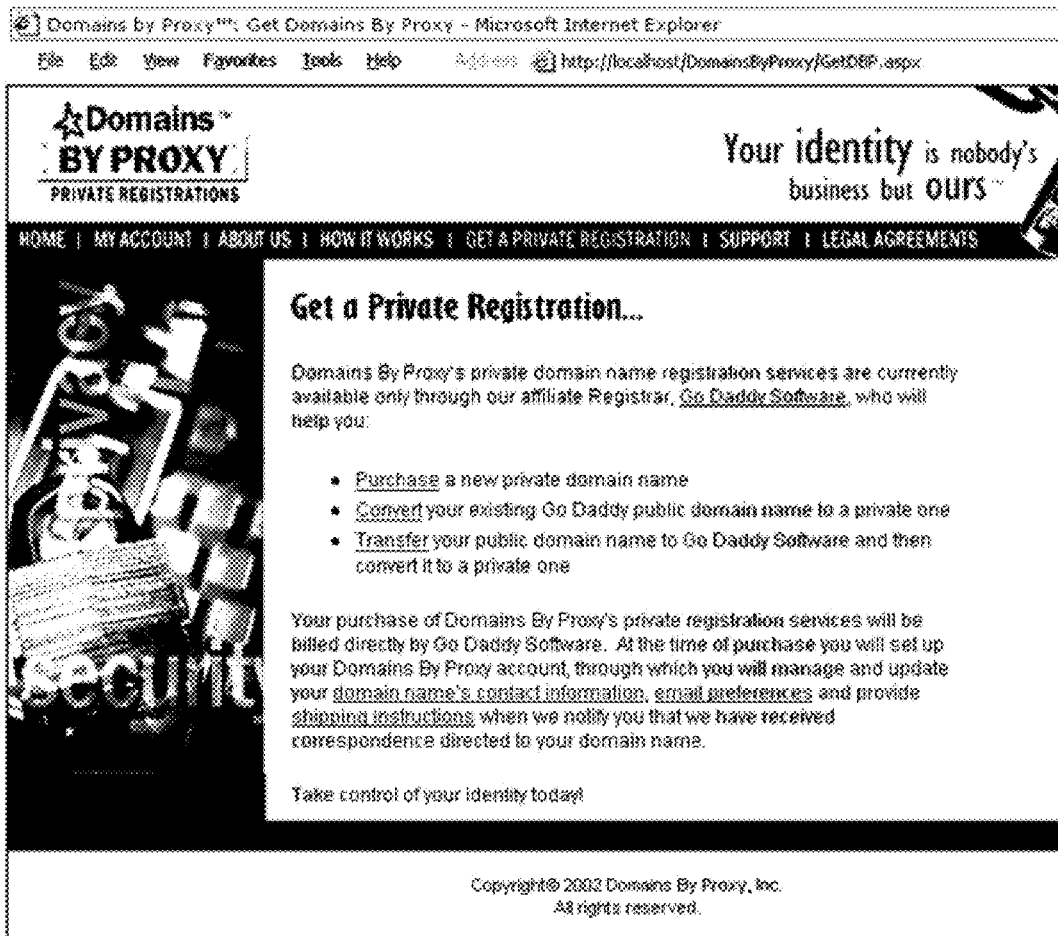 Domains by Proxy™: Get Domains By Proxy - Microsoft Internet Explorer
File Edit View Favorites Tools Help Address http://localhost/DomainsByProxy/GetDBP.aspx
Domains™
BY PROXY
PRIVATE REGISTRATIONS
Your identity is nobody's
business but ours™
HOME | MY ACCOUNT | ABOUT US | HOW IT WORKS | GET A PRIVATE REGISTRATION | SUPPORT | LEGAL AGREEMENTS
privacy
security
Get a Private Registration...
Domains By Proxy's private domain name registration services are currently
available only through our affiliate Registrar, Go Daddy Software, who will
help you:
• Purchase a new private domain name
• Convert your existing Go Daddy public domain name to a private one
• Transfer your public domain name to Go Daddy Software and then
convert it to a private one
Your purchase of Domains By Proxy's private registration services will be
billed directly by Go Daddy Software. At the time of purchase you will set up
your Domains By Proxy account, through which you will manage and update
your domain name's contact information, email preferences and provide
shipping instructions when we notify you that we have received
correspondence directed to your domain name.
Take control of your identity today!
Copyright© 2002 Domains By Proxy, Inc.
All rights reserved.